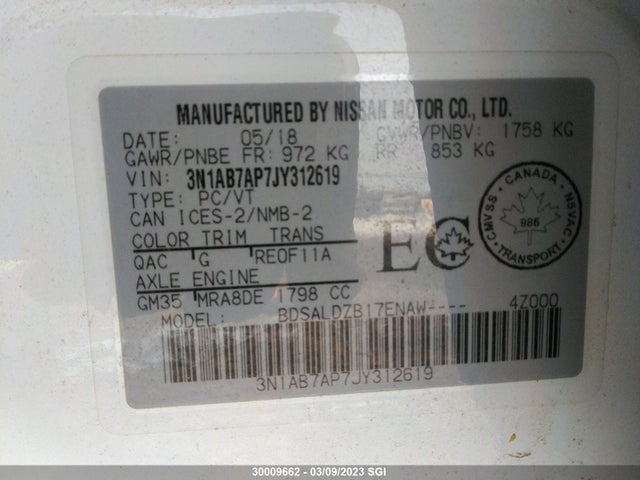 MANUFACTURED BY NISSAN MOTOR CO., LTD.
DATE: 05/18 GVWR/PNBV: 1758 KG
GAWR/PNBE FR: 972 KG RR 853 KG
VIN: 3N1AB7AP7JY312619
TYPE: PC/VT
CAN ICES-2/NMB-2
COLOR TRIM TRANS
QAC G REOF11A
AXLE ENGINE
GM35 MRA8DE 1798 CC
MODEL: BDSALDZB17ENAW---- 4Z000
3N1AB7AP7JY312619
EC
CANADA
CMVSS NSVAC
986
TRANSPORT
30009662 — 03/09/2023 SGI